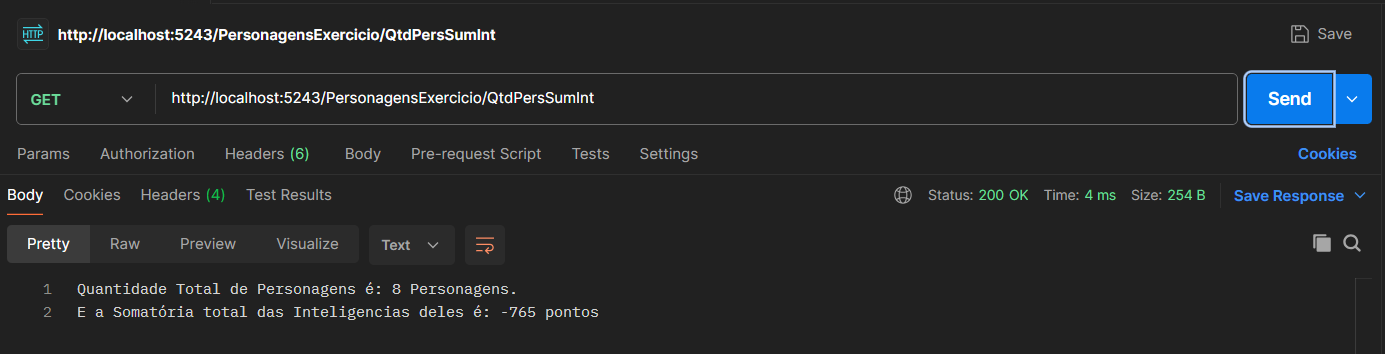 HTTP http://localhost:5243/PersonagensExercicio/QtdPersSumInt Save
GET http://localhost:5243/PersonagensExercicio/QtdPersSumInt Send
Params Authorization Headers (6) Body Pre-request Script Tests Settings Cookies
Body Cookies Headers (4) Test Results Status: 200 OK Time: 4 ms Size: 254 B Save Response
Pretty Raw Preview Visualize Text
1 Quantidade Total de Personagens é: 8 Personagens.
2 E a Somatória total das Inteligencias deles é: -765 pontos